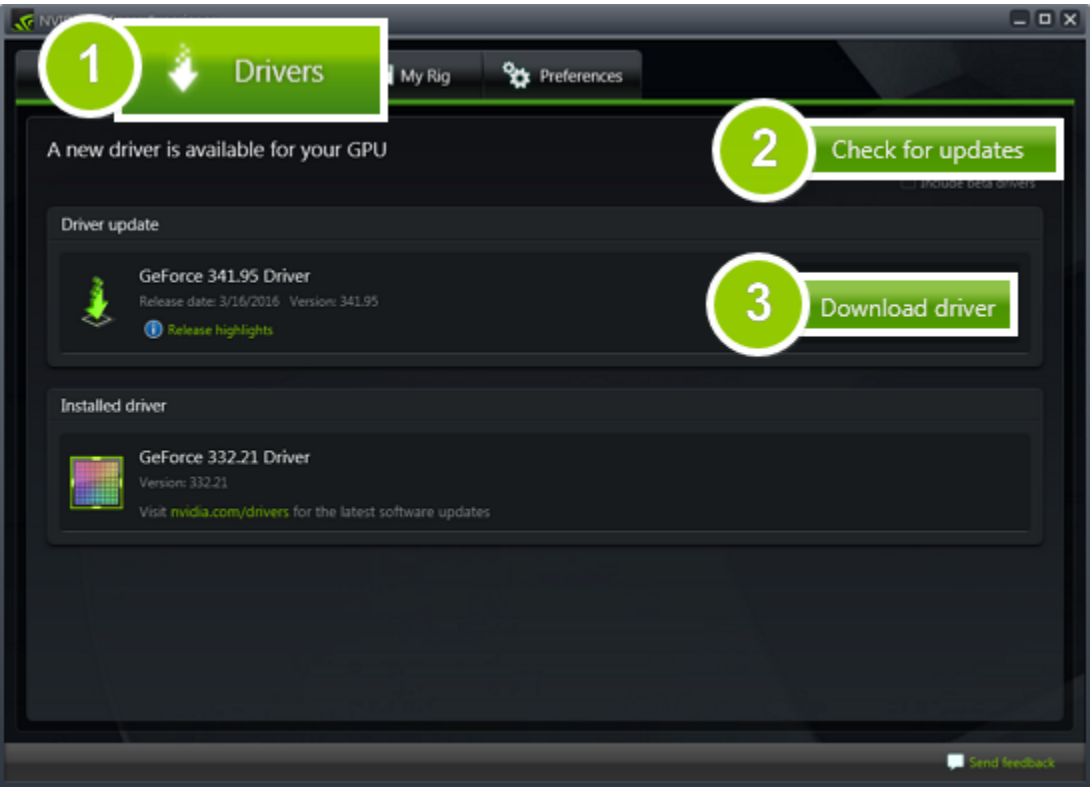 1
Drivers
My Rig
Preferences
A new driver is available for your GPU
2
Check for updates
Include beta drivers
Driver update
GeForce 341.95 Driver
Release date: 3/16/2016 Version: 341.95
Release highlights
3
Download driver
Installed driver
GeForce 332.21 Driver
Version: 332.21
Visit nvidia.com/drivers for the latest software updates
Send feedback